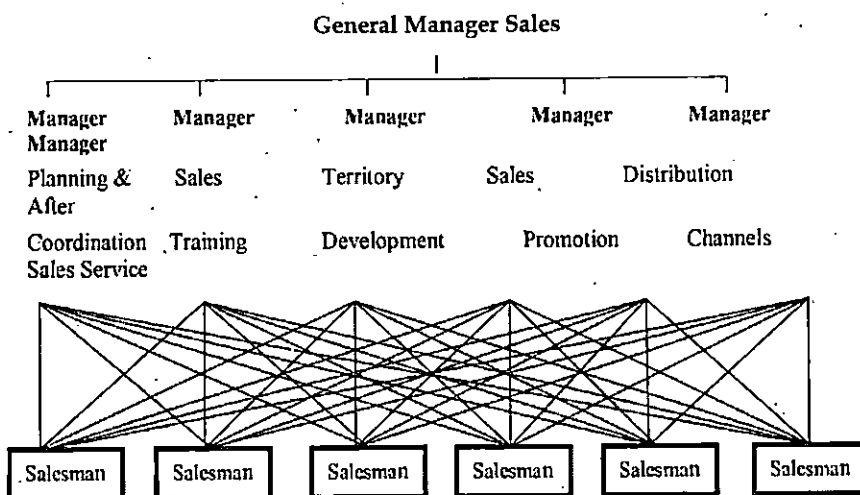 General Manager Sales
Manager Manager Manager Manager Manager
Manager
Planning & Sales Territory Sales Distribution
After
Coordination Training Development Promotion Channels
Sales Service
Salesman Salesman Salesman Salesman Salesman Salesman